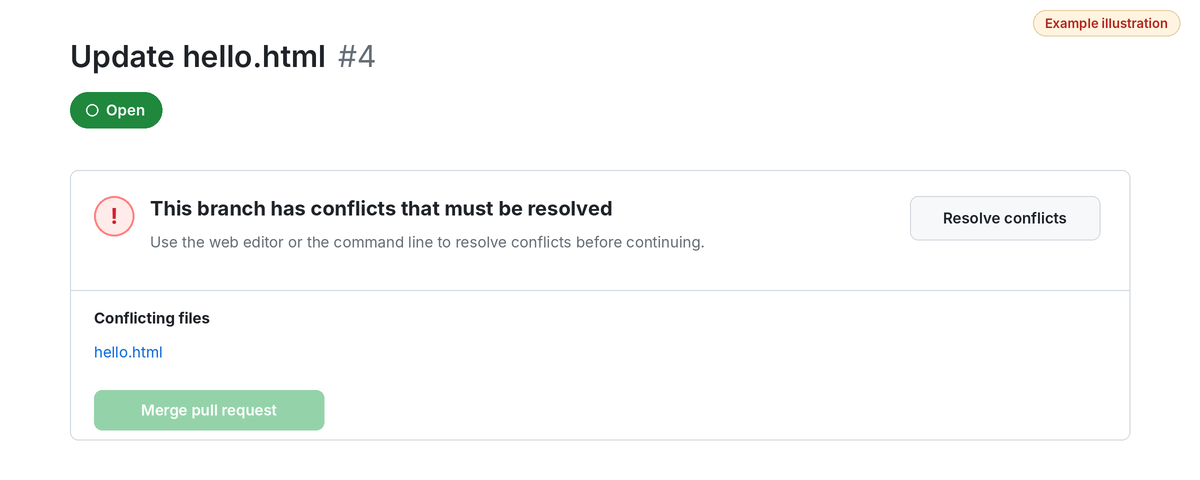 Example illustration
Update hello.html #4
Open
This branch has conflicts that must be resolved
Use the web editor or the command line to resolve conflicts before continuing.
Resolve conflicts
Conflicting files
hello.html
Merge pull request